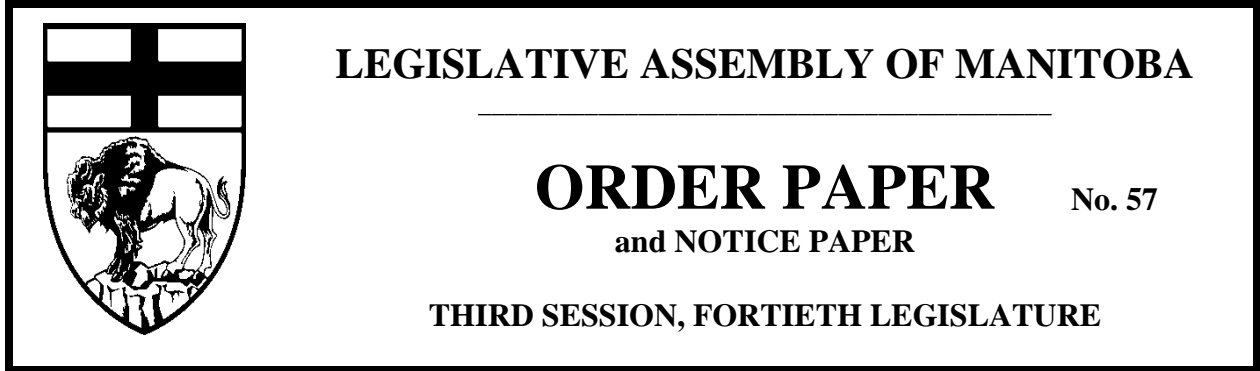 LEGISLATIVE ASSEMBLY OF MANITOBA
ORDER PAPER No. 57
and NOTICE PAPER
THIRD SESSION, FORTIETH LEGISLATURE